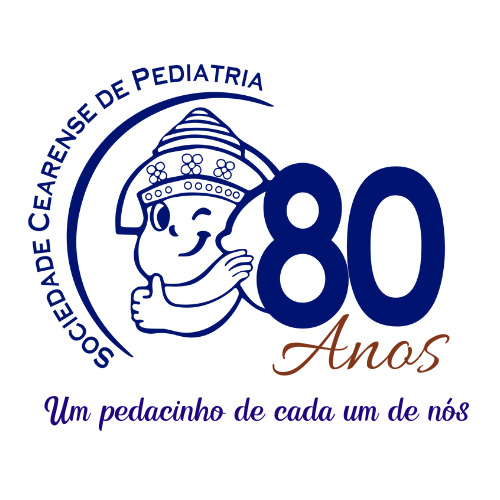 SOCIEDADE CEARENSE DE PEDIATRIA
80
Anos
Um pedacinho de cada um de nós